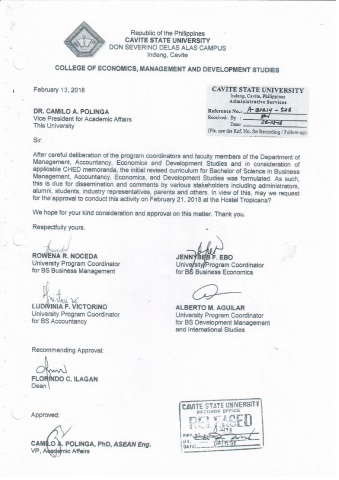 Republic of the Philippines
CAVITE STATE UNIVERSITY
DON SEVERINO DELAS ALAS CAMPUS
Indang, Cavite
COLLEGE OF ECONOMICS, MANAGEMENT AND DEVELOPMENT STUDIES
February 13, 2018
CAVITE STATE UNIVERSITY
Indang, Cavite, Philippines
Administrative Services
Reference No.:
Received By :
Date:
(Pls. use the Ref. No. for Recording / Follow-up)
DR. CAMILO A. POLINGA
Vice President for Academic Affairs
This University
Sir:
After careful deliberation of the program coordinators and faculty members of the Department of
Management, Accountancy, Economics and Development Studies and in consideration of
applicable CHED memoranda, the initial revised curriculum for Bachelor of Science in Business
Management, Accountancy, Economics, and Development Studies was formulated. As such,
this is due for dissemination and comments by various stakeholders including administrators,
alumni, students, industry representatives, parents and others. In view of this, may we request
for the approval to conduct this activity on February 21, 2018 at the Hostal Tropicana?
We hope for your kind consideration and approval on this matter. Thank you.
Respectfully yours,
ROWENA R. NOCEDA
University Program Coordinator
for BS Business Management
JENNYBEB F. EBO
University Program Coordinator
for BS Business Economics
LUDIVINIA F. VICTORINO
University Program Coordinator
for BS Accountancy
ALBERTO M. AGUILAR
University Program Coordinator
for BS Development Management
and International Studies
Recommending Approval:
FLORINDO C. ILAGAN
Dean
Approved:
CAMILO A. POLINGA, PhD, ASEAN Eng.
VP, Academic Affairs
CAVITE STATE UNIVERSITY
RECORDS OFFICE
RELEASED
DATE: